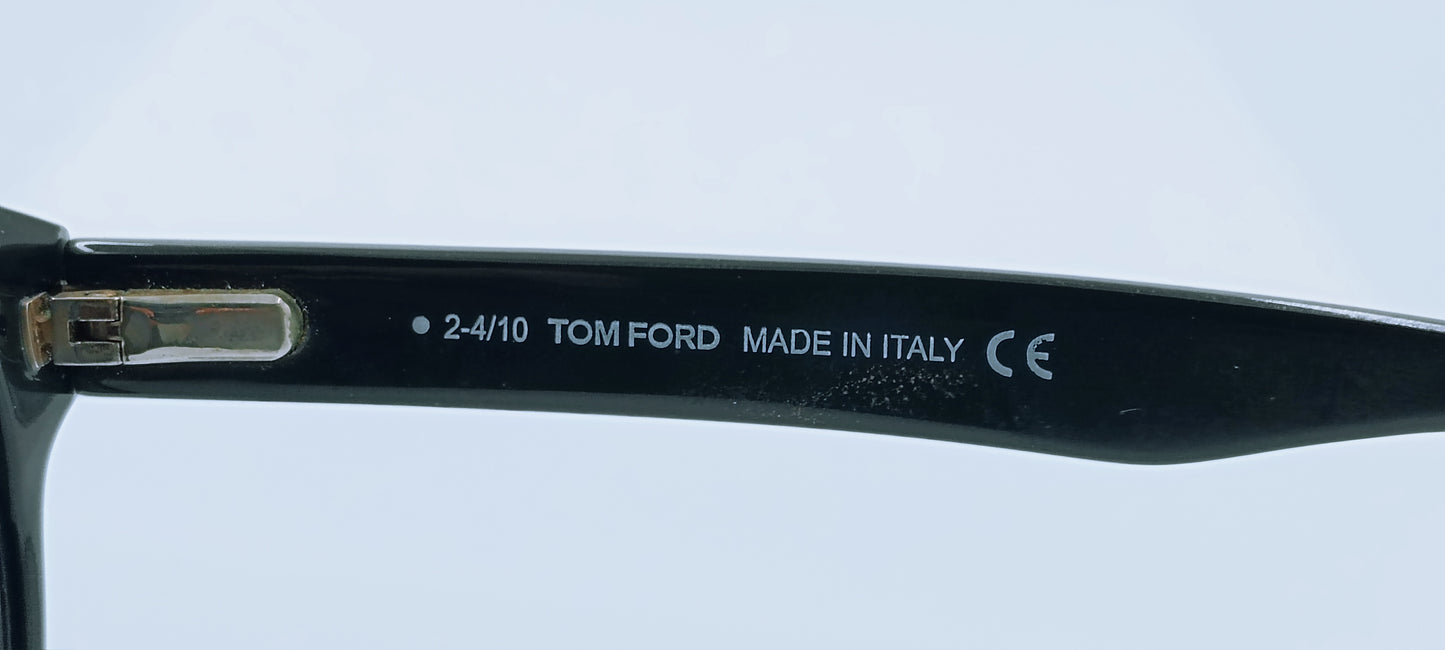 ● 2-4/10 TOM FORD MADE IN ITALY CE